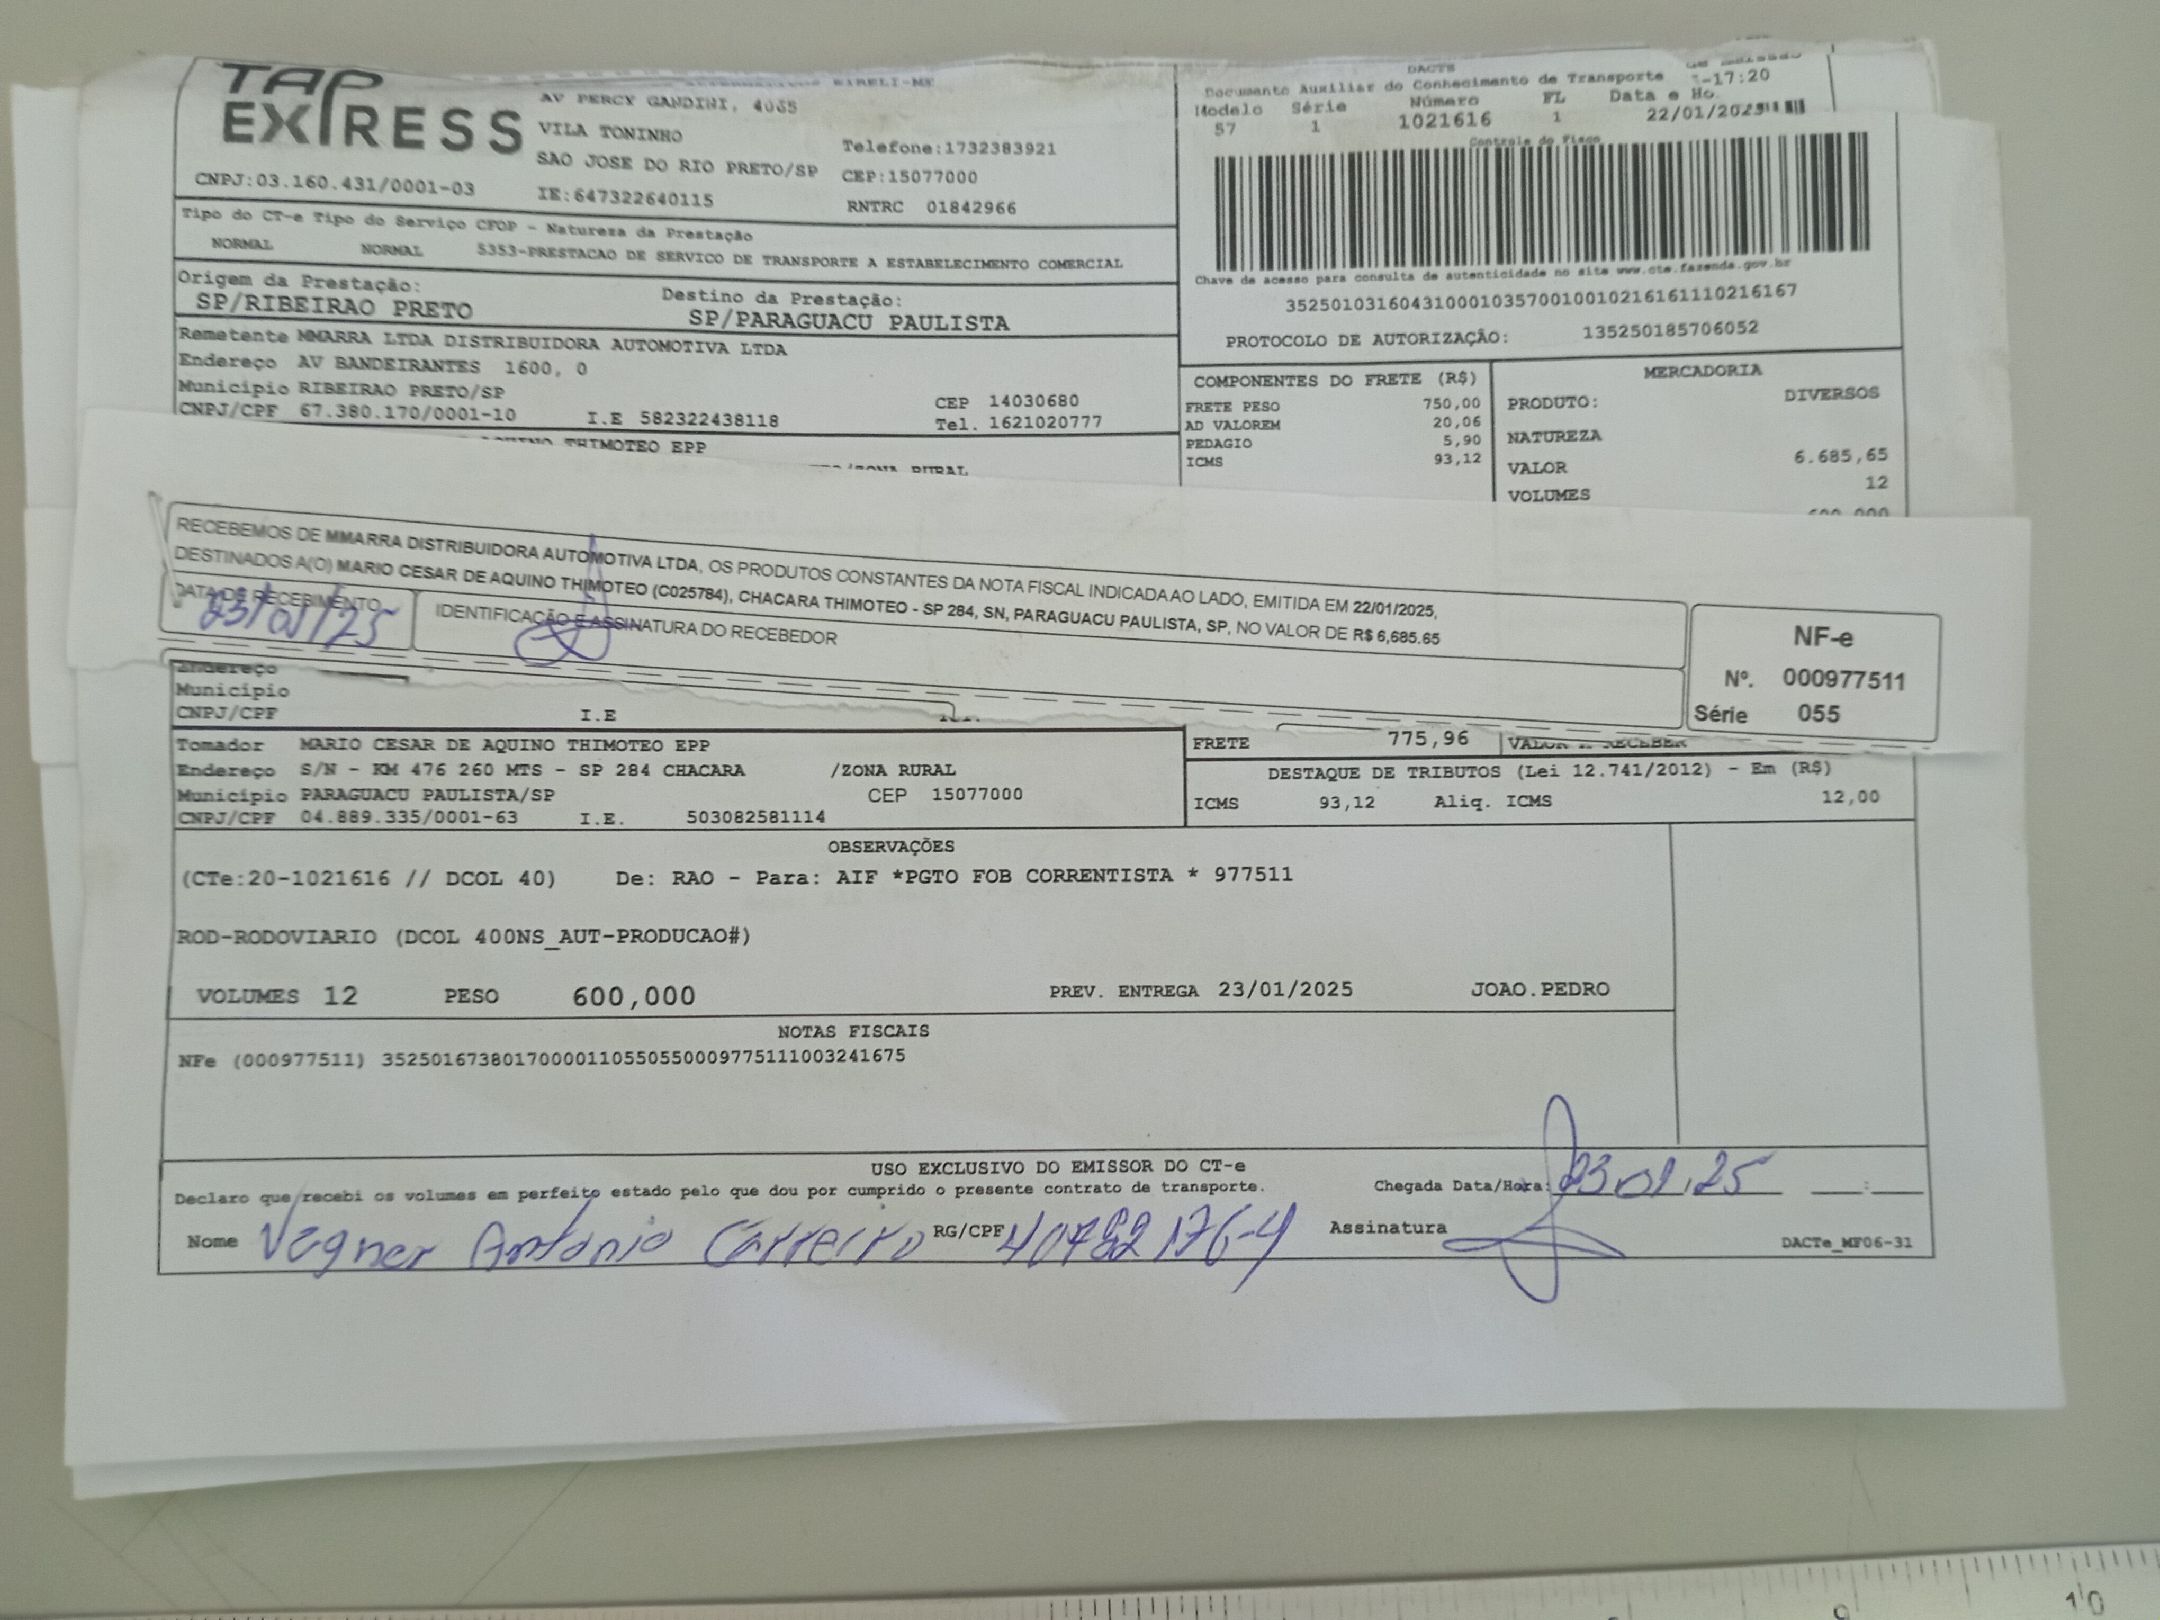 TAP
EXPRESS
AV PERCY GANDINI, 4085
VILA TONINHO
SAO JOSE DO RIO PRETO/SP
CNPJ:03.160.431/0001-03
IE:647322640115
Telefone:1732383921
CEP:15077000
RNTRC 01842966
DACTE
Documento Auxiliar do Conhecimento de Transporte
Modelo Série Número FL Data e Ho
57 1 1021616 1 22/01/2025 -17:20
Controle do Fisco
Chave de acesso para consulta de autenticidade no site www.cte.fazenda.gov.br
35250103160431000103570010010216161110216167
PROTOCOLO DE AUTORIZAÇÃO: 135250185706052
Tipo do CT-e Tipo do Serviço CFOP - Natureza da Prestação
NORMAL NORMAL 5353-PRESTACAO DE SERVICO DE TRANSPORTE A ESTABELECIMENTO COMERCIAL
Origem da Prestação: Destino da Prestação:
SP/RIBEIRAO PRETO SP/PARAGUACU PAULISTA
Remetente MMARRA LTDA DISTRIBUIDORA AUTOMOTIVA LTDA
Endereço AV BANDEIRANTES 1600, 0
Município RIBEIRAO PRETO/SP CEP 14030680
CNPJ/CPF 67.380.170/0001-10 I.E 582322438118 Tel. 1621020777
THIMOTEO EPP
COMPONENTES DO FRETE (R$)
FRETE PESO 750,00
AD VALOREM 20,06
PEDAGIO 5,90
ICMS 93,12
MERCADORIA
PRODUTO: DIVERSOS
NATUREZA
VALOR 6.685,65
VOLUMES 12
RECEBEMOS DE MMARRA DISTRIBUIDORA AUTOMOTIVA LTDA, OS PRODUTOS CONSTANTES DA NOTA FISCAL INDICADA AO LADO, EMITIDA EM 22/01/2025,
DESTINADOS A(O) MARIO CESAR DE AQUINO THIMOTEO (C025784), CHACARA THIMOTEO - SP 284, SN, PARAGUACU PAULISTA, SP, NO VALOR DE R$ 6,685.65
DATA DE RECEBIMENTO
23/01/25
IDENTIFICAÇÃO E ASSINATURA DO RECEBEDOR
NF-e
Nº. 000977511
Série 055
Endereço
Município
CNPJ/CPF I.E
Tomador MARIO CESAR DE AQUINO THIMOTEO EPP
Endereço S/N - KM 476 260 MTS - SP 284 CHACARA /ZONA RURAL
Município PARAGUACU PAULISTA/SP CEP 15077000
CNPJ/CPF 04.889.335/0001-63 I.E. 503082581114
FRETE 775,96 VALOR A RECEBER
DESTAQUE DE TRIBUTOS (Lei 12.741/2012) - Em (R$)
ICMS 93,12 Aliq. ICMS 12,00
OBSERVAÇÕES
(CTe:20-1021616 // DCOL 40) De: RAO - Para: AIF *PGTO FOB CORRENTISTA * 977511
ROD-RODOVIARIO (DCOL 400NS_AUT-PRODUCAO#)
VOLUMES 12 PESO 600,000 PREV. ENTREGA 23/01/2025 JOAO.PEDRO
NOTAS FISCAIS
NFe (000977511) 35250167380170000110550550009775111003241675
USO EXCLUSIVO DO EMISSOR DO CT-e
Declaro que recebi os volumes em perfeito estado pelo que dou por cumprido o presente contrato de transporte. Chegada Data/Hora: 23/01/25 __:__
Nome Vagner Antonio Carreiro RG/CPF 40782176-4 Assinatura
DACTe_MF06-31
9 10